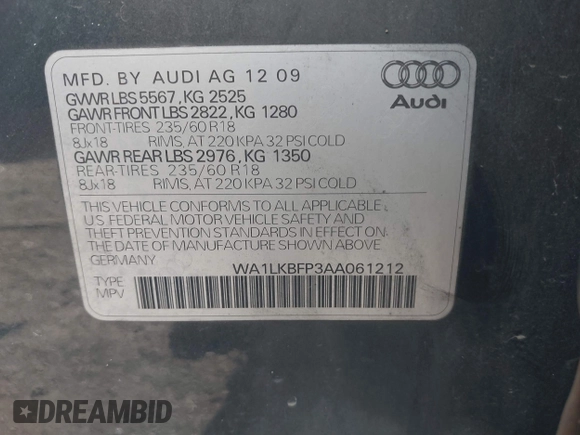 MFD. BY AUDI AG 12 09
GVWR LBS 5567, KG 2525
GAWR FRONT LBS 2822, KG 1280
FRONT-TIRES 235/60 R18
8Jx18 RIMS, AT 220 KPA 32 PSI COLD
GAWR REAR LBS 2976, KG 1350
REAR-TIRES 235/60 R18
8Jx18 RIMS, AT 220 KPA 32 PSI COLD
Audi
THIS VEHICLE CONFORMS TO ALL APPLICABLE
U.S. FEDERAL MOTOR VEHICLE SAFETY AND
THEFT PREVENTION STANDARDS IN EFFECT ON
THE DATE OF MANUFACTURE SHOWN ABOVE.
GERMANY WA1LKBFP3AA061212
TYPE
MPV
DREAMBID